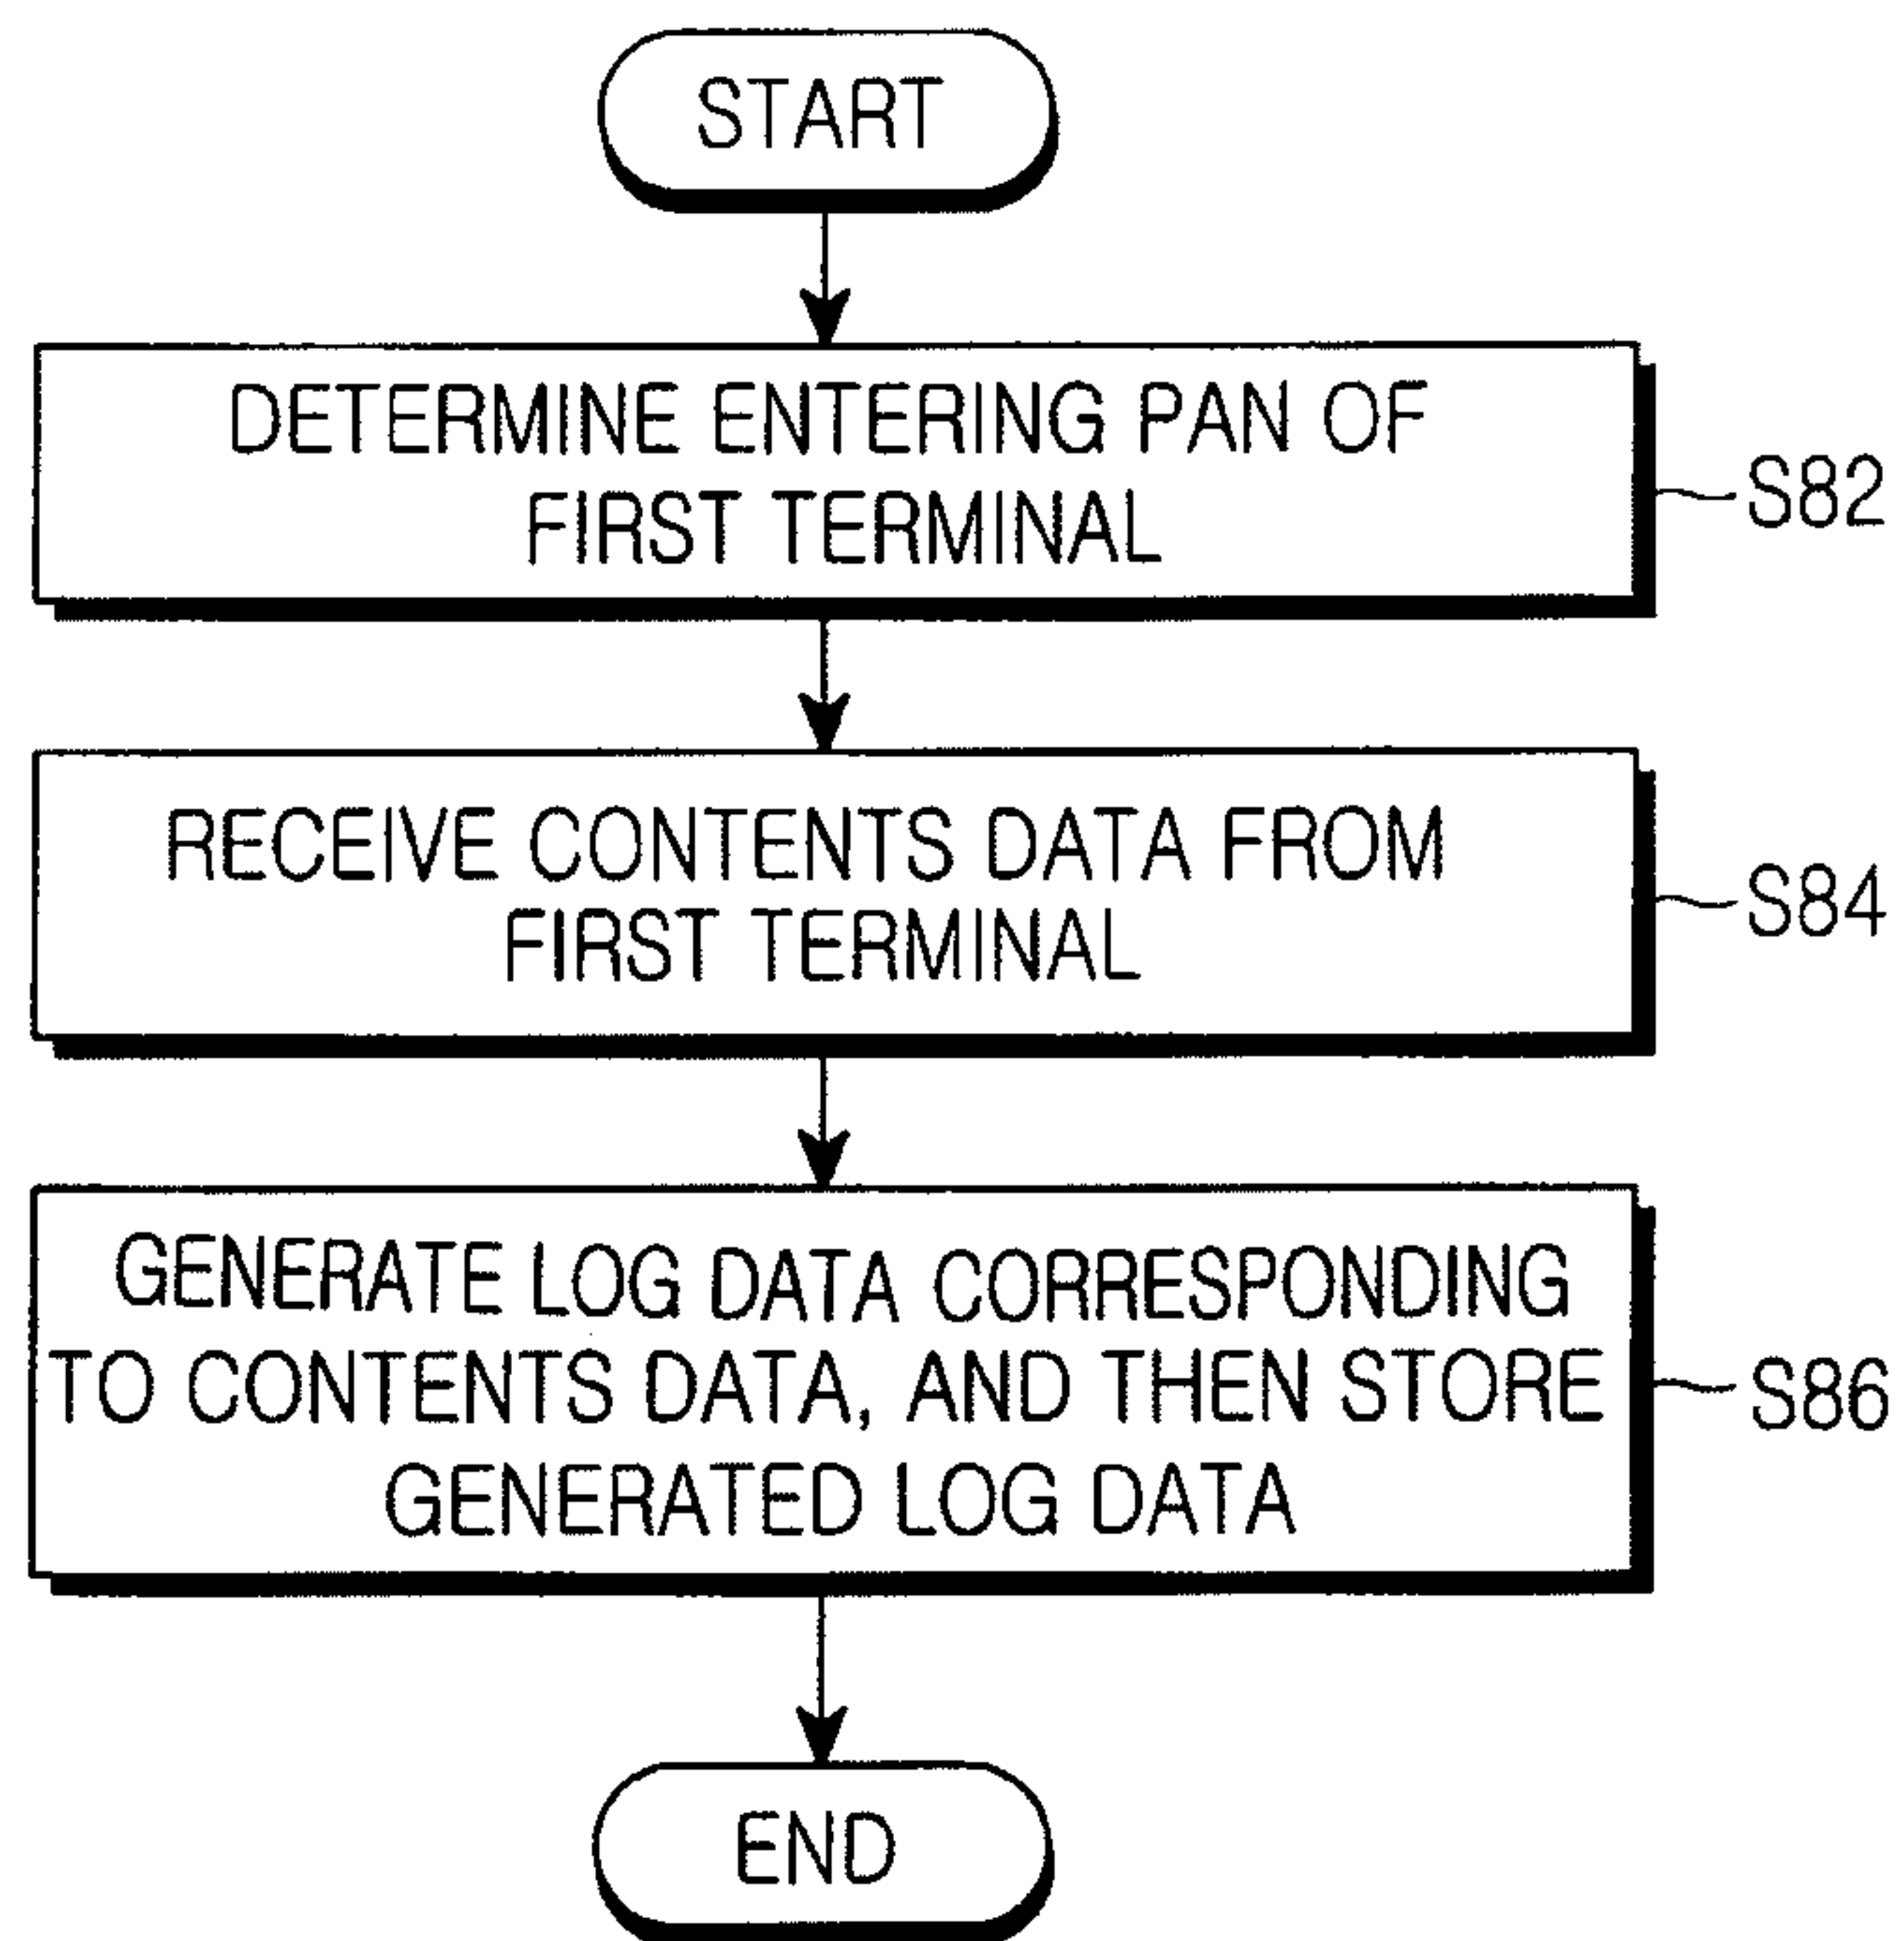 START
DETERMINE ENTERING PAN OF
FIRST TERMINAL
S82
RECEIVE CONTENTS DATA FROM
FIRST TERMINAL
S84
GENERATE LOG DATA CORRESPONDING
TO CONTENTS DATA, AND THEN STORE
GENERATED LOG DATA
S86
END